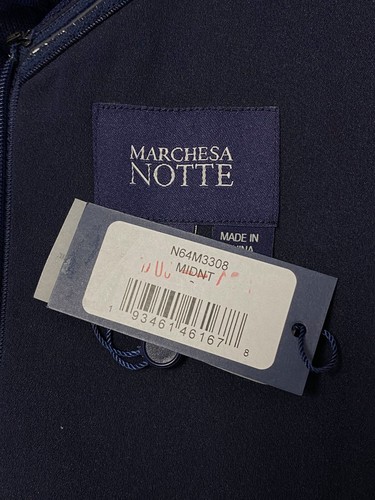 MARCHESA
NOTTE
MADE IN
N64M3308
MIDNT
1 93461 46167 8